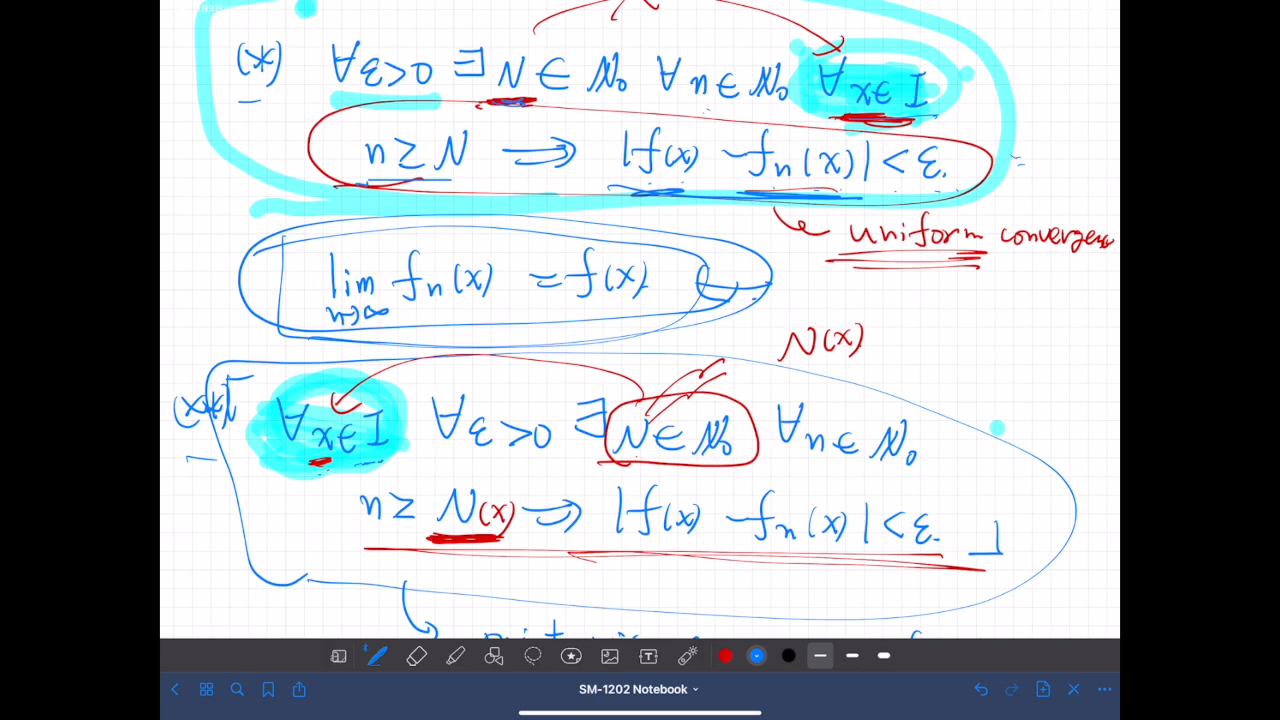 (*) ∀ε>0 ∃N∈ℕ₀ ∀n∈ℕ₀ ∀x∈I
n≥N ⟹ |f(x) - fₙ(x)| < ε.
uniform convergence
lim fₙ(x) = f(x)
n→∞
N(x)
(**) 「 ∀x∈I ∀ε>0 ∃N∈ℕ₀ ∀n∈ℕ₀
n≥N(x) ⟹ |f(x) - fₙ(x)| < ε. 」
SM-1202 Notebook